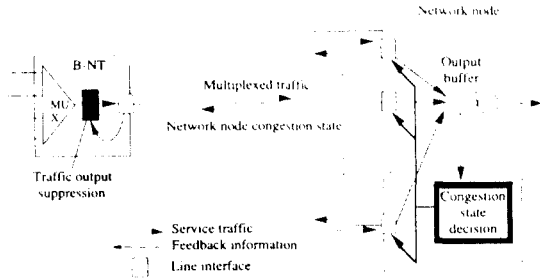 Network node
B-NT
Output
buffer
MU
X
Multiplexed traffic
Network node congestion state
Traffic output
suppression
Congestion
state
decision
Service traffic
Feedback information
Line interface